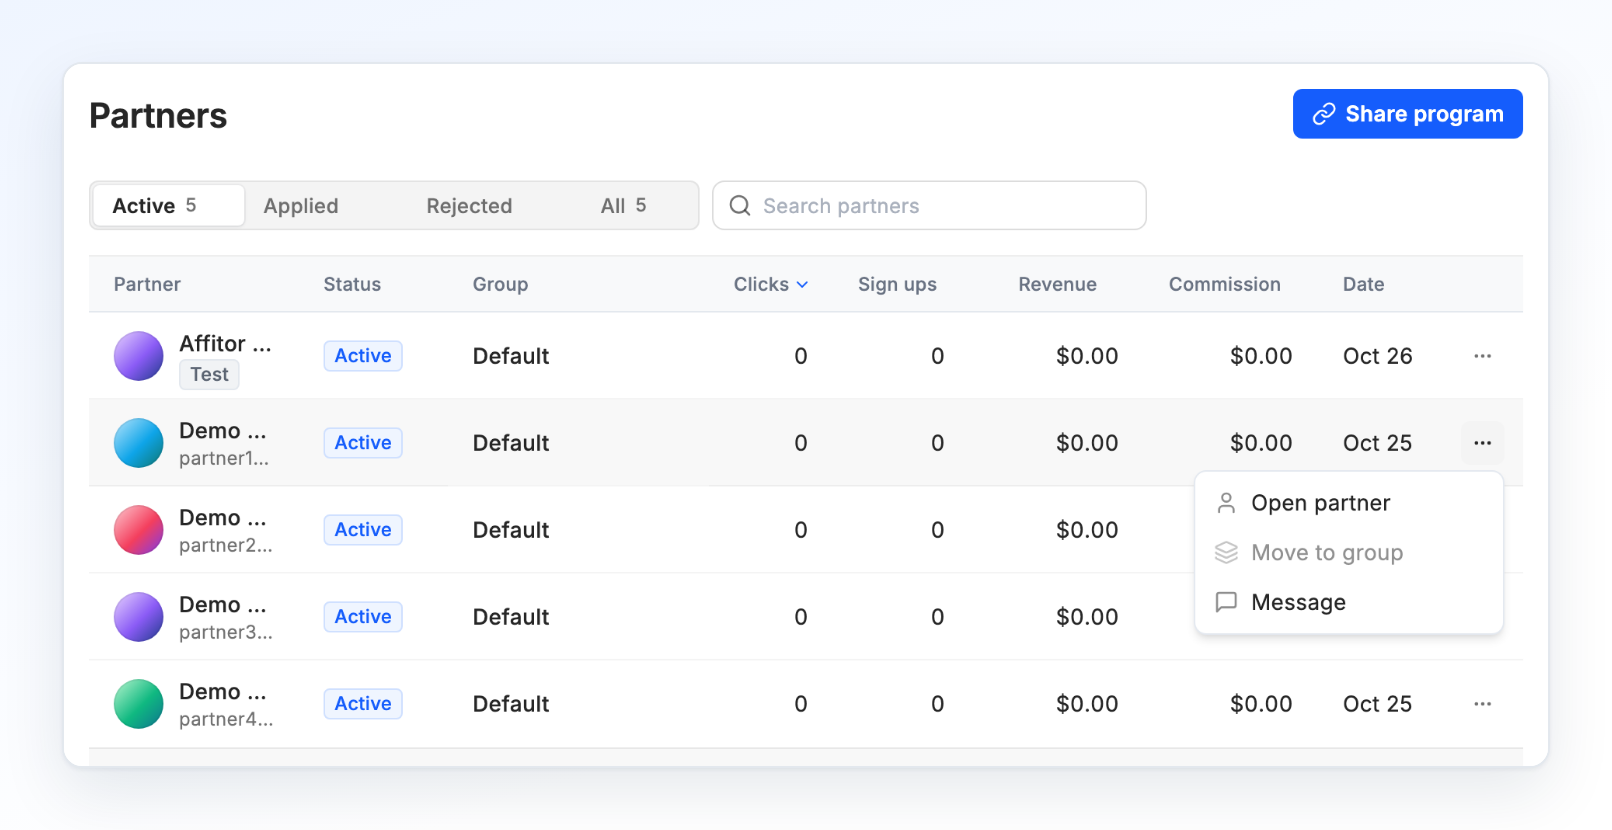 Partners
Share program
Active 5 Applied Rejected All 5 Search partners
Partner Status Group Clicks Sign ups Revenue Commission Date
Affitor ...
Test
Active Default 0 0 $0.00 $0.00 Oct 26 ...
Demo ...
partner1...
Active Default 0 0 $0.00 $0.00 Oct 25 ...
Open partner
Move to group
Message
Demo ...
partner2...
Active Default 0 0 $0.00
Demo ...
partner3...
Active Default 0 0 $0.00
Demo ...
partner4...
Active Default 0 0 $0.00 $0.00 Oct 25 ...